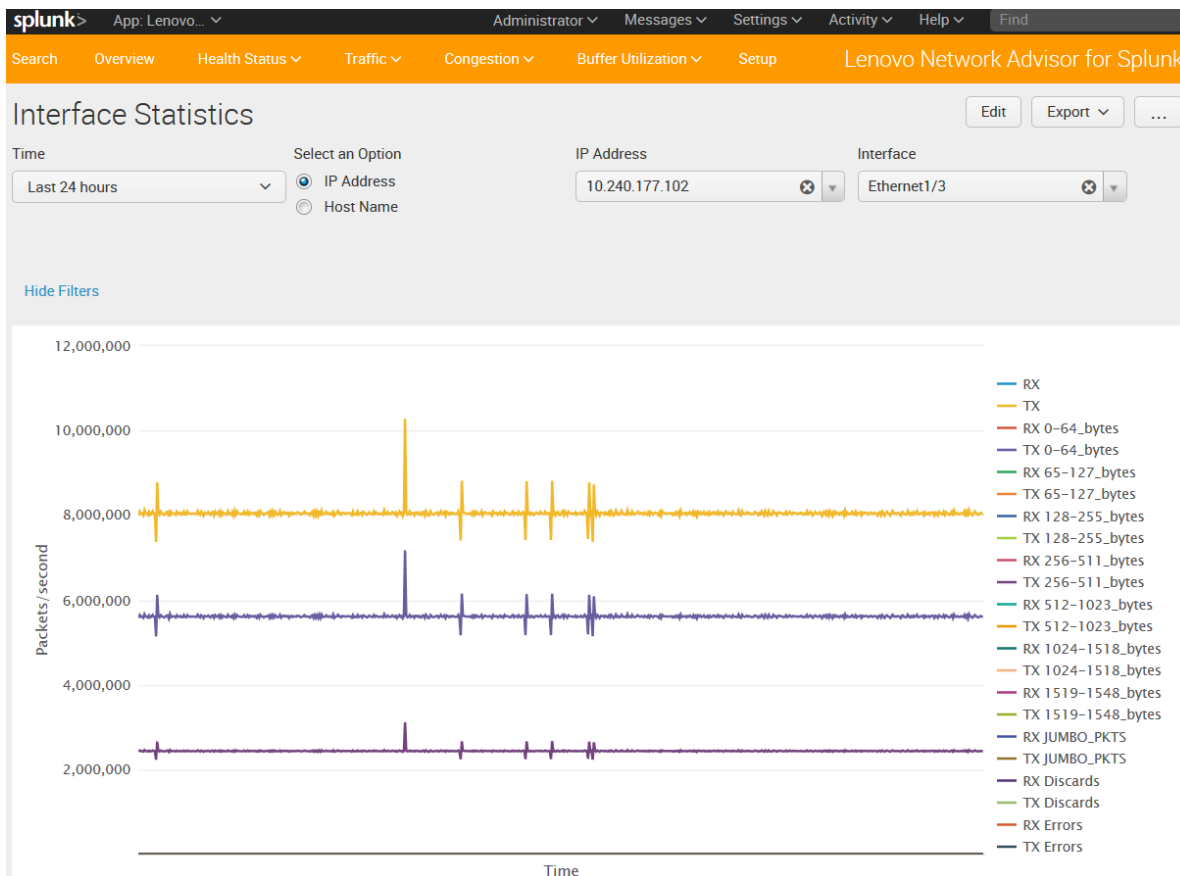 splunk> App: Lenovo... Administrator Messages Settings Activity Help Find
Search Overview Health Status Traffic Congestion Buffer Utilization Setup Lenovo Network Advisor for Splunk
Interface Statistics Edit Export ...
Time Select an Option IP Address Interface
Last 24 hours IP Address 10.240.177.102 Ethernet1/3
Host Name
Hide Filters
12,000,000
10,000,000
8,000,000
6,000,000
4,000,000
2,000,000
Packets/second
Time
RX
TX
RX 0-64_bytes
TX 0-64_bytes
RX 65-127_bytes
TX 65-127_bytes
RX 128-255_bytes
TX 128-255_bytes
RX 256-511_bytes
TX 256-511_bytes
RX 512-1023_bytes
TX 512-1023_bytes
RX 1024-1518_bytes
TX 1024-1518_bytes
RX 1519-1548_bytes
TX 1519-1548_bytes
RX JUMBO_PKTS
TX JUMBO_PKTS
RX Discards
TX Discards
RX Errors
TX Errors